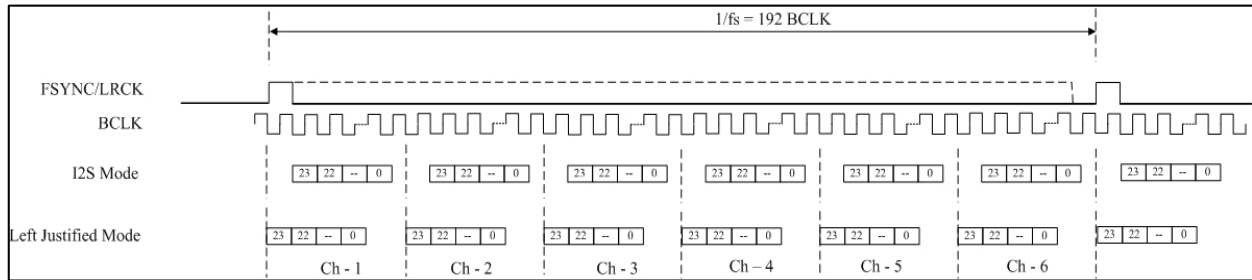 1/fs = 192 BCLK
FSYNC/LRCK
BCLK
I2S Mode
23 22 -- 0 23 22 -- 0 23 22 -- 0 23 22 -- 0 23 22 -- 0 23 22 -- 0 23 22 -- 0
Left Justified Mode
23 22 -- 0 23 22 -- 0 23 22 -- 0 23 22 -- 0 23 22 -- 0 23 22 -- 0 23 22 -- 0
Ch - 1 Ch - 2 Ch - 3 Ch – 4 Ch - 5 Ch - 6